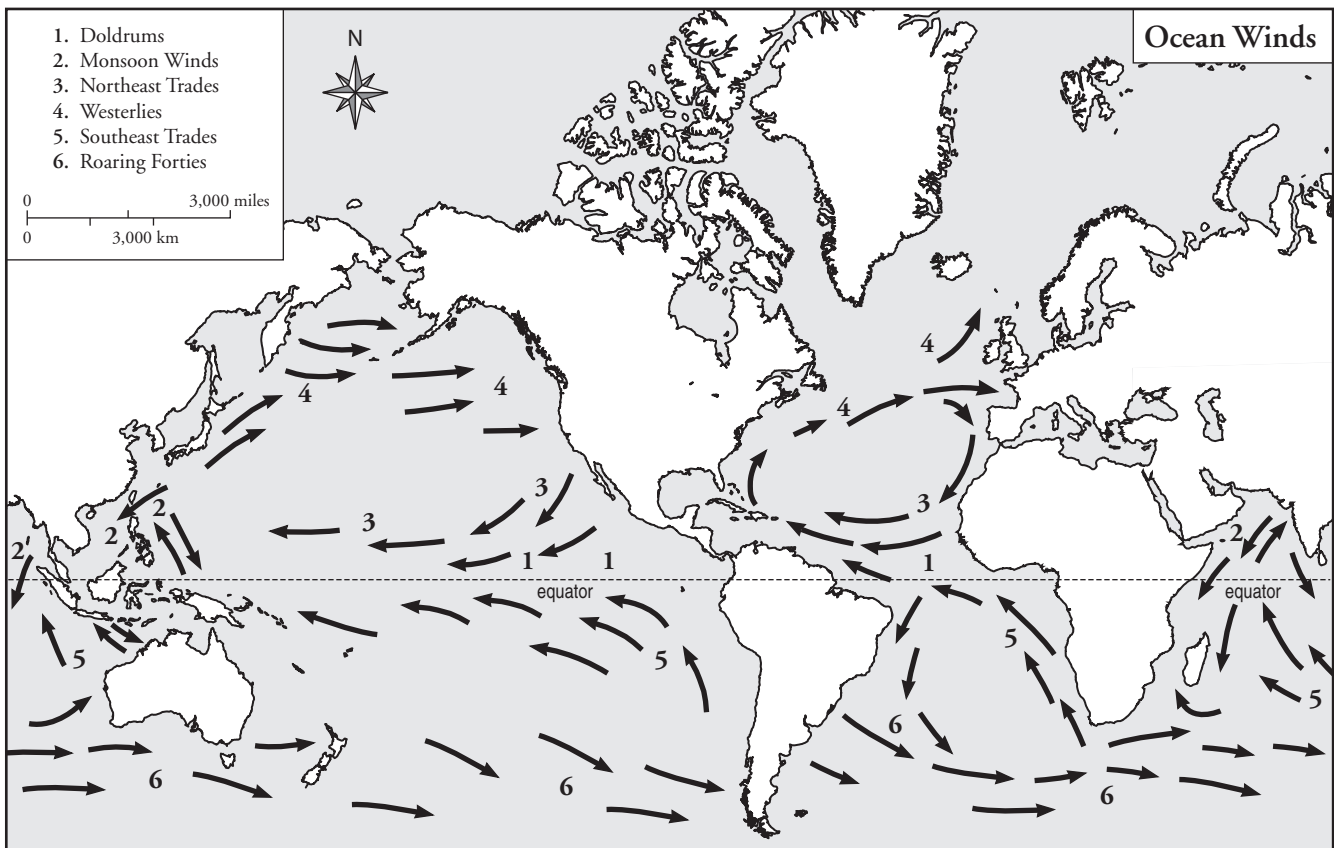 1. Doldrums
2. Monsoon Winds
3. Northeast Trades
4. Westerlies
5. Southeast Trades
6. Roaring Forties
0 3,000 miles
0 3,000 km
N
Ocean Winds
4
4
4
4
4
3
3
3
2
2
2
2
1
1
1
equator
equator
5
5
5
5
6
6
6
6